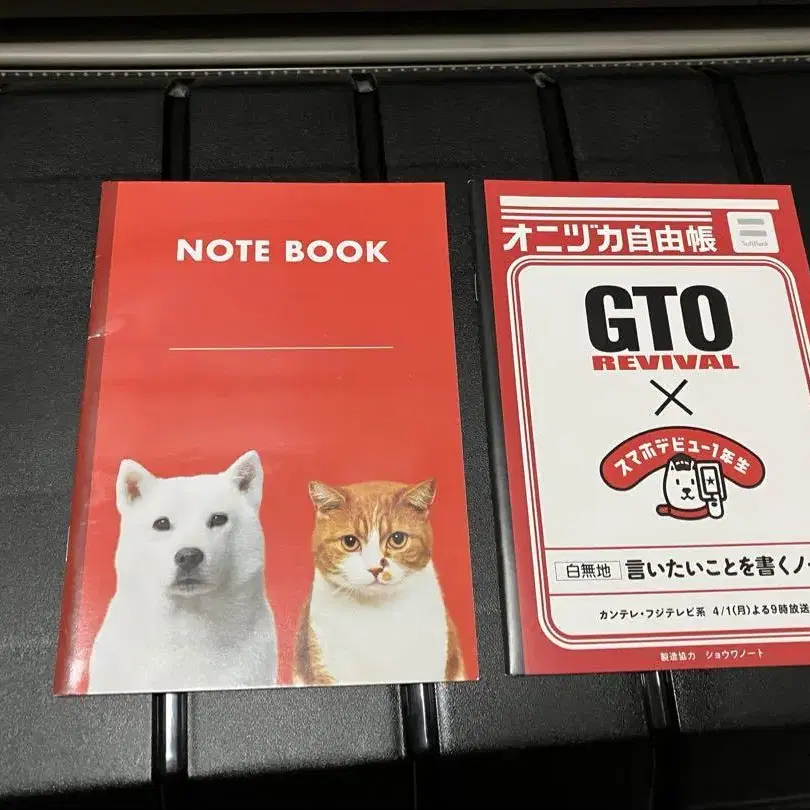 NOTE BOOK
オニヅカ自由帳
SoftBank
GTO
REVIVAL
×
スマホデビュー1年生
白無地 言いたいことを書くノー
カンテレ・フジテレビ系 4/1(月)よる9時放送
製造協力 ショウワノート